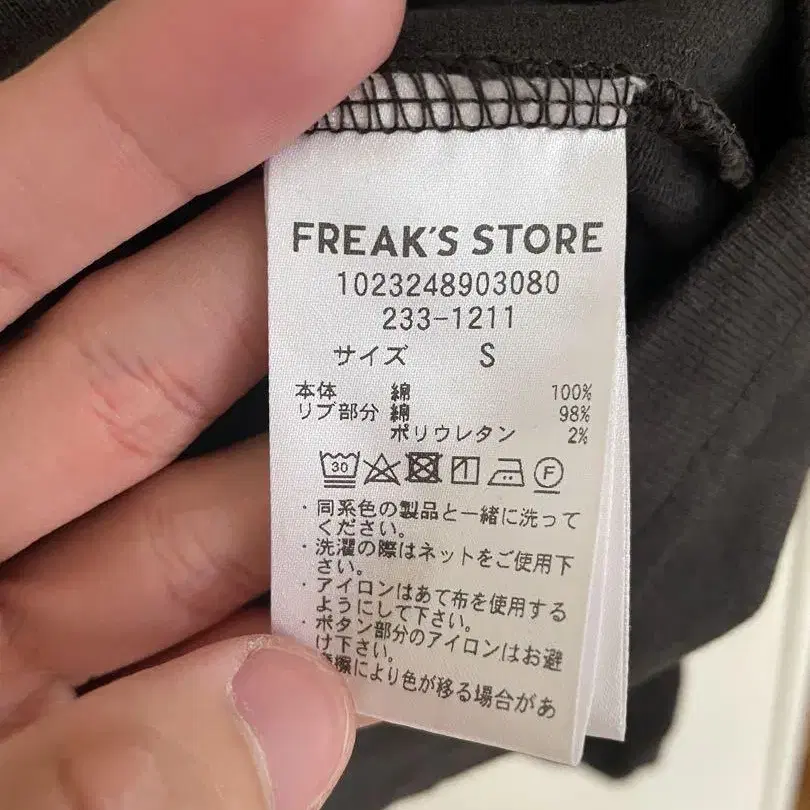 FREAK'S STORE
1023248903080
233-1211
サイズ S
本体 綿 100%
リブ部分 綿 98%
ポリウレタン 2%
30 F
・同系色の製品と一緒に洗って
ください。
・洗濯の際はネットをご使用下
さい。
・アイロンはあて布を使用する
ようにして下さい。
・ボタン部分のアイロンはお避
け下さい。
擦により色が移る場合があ